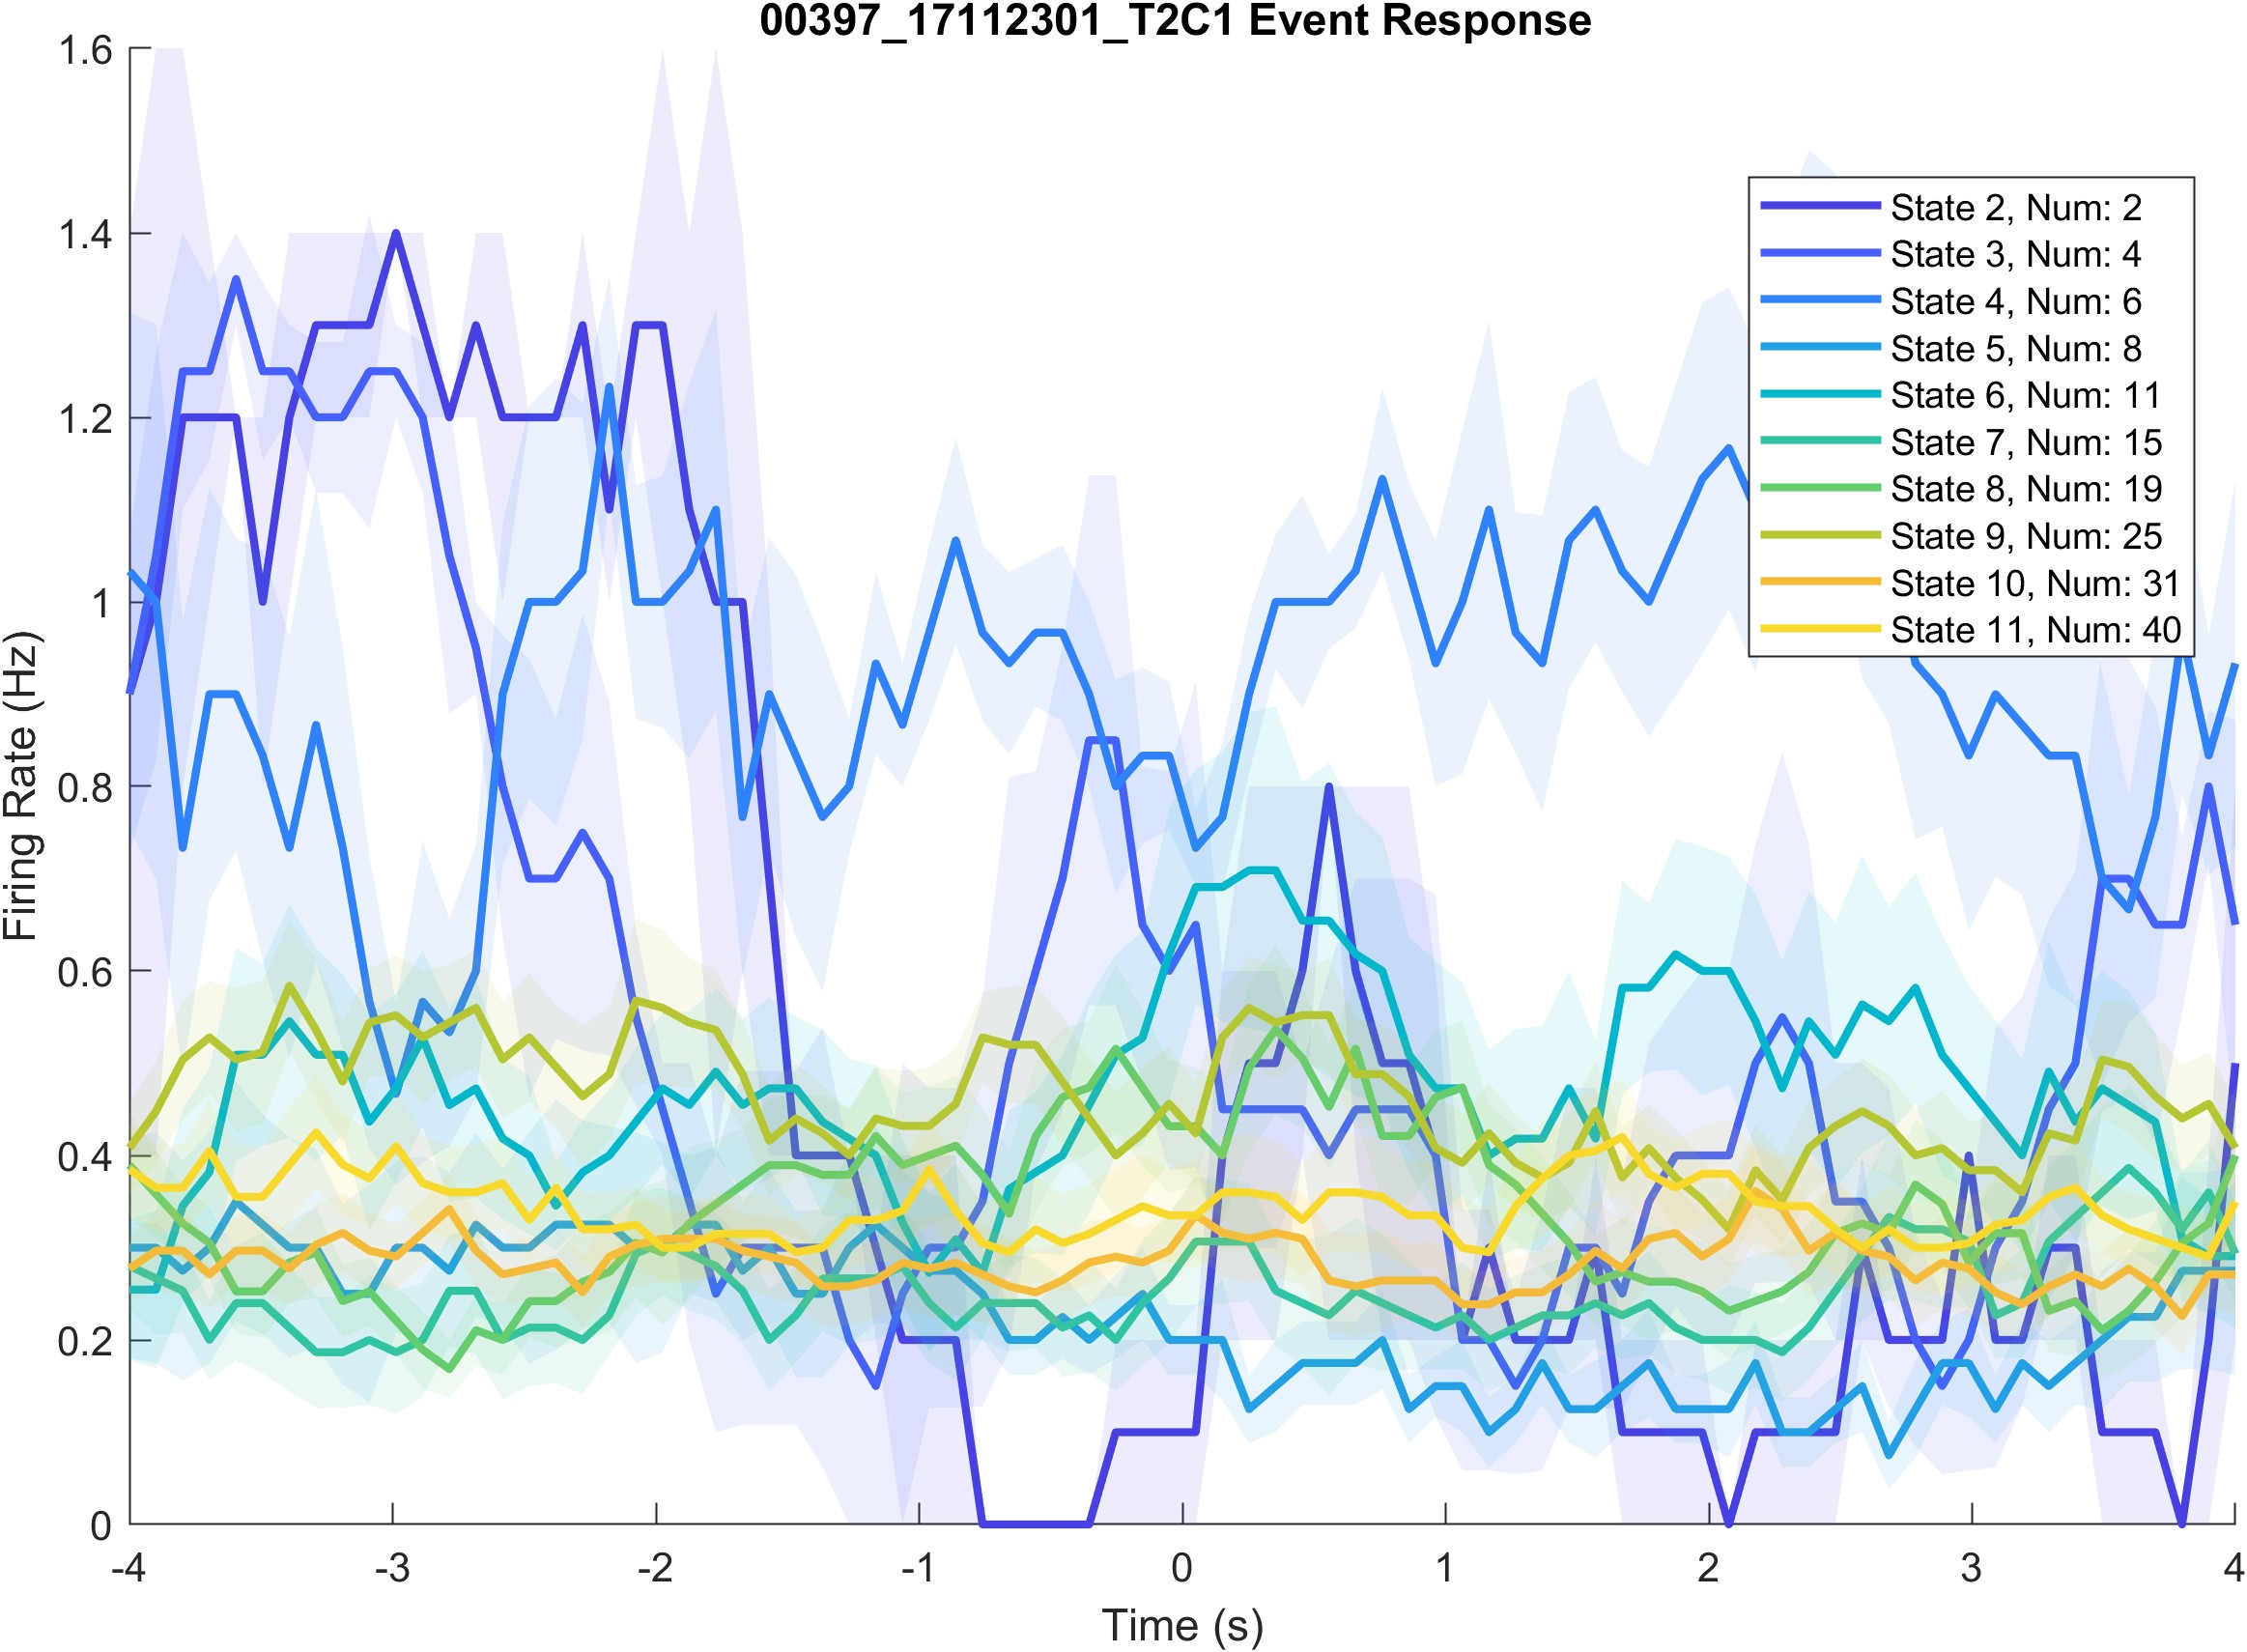 00397_17112301_T2C1 Event Response
1.6
1.4
1.2
1
0.8
0.6
0.4
0.2
0
Firing Rate (Hz)
State 2, Num: 2
State 3, Num: 4
State 4, Num: 6
State 5, Num: 8
State 6, Num: 11
State 7, Num: 15
State 8, Num: 19
State 9, Num: 25
State 10, Num: 31
State 11, Num: 40
-4 -3 -2 -1 0 1 2 3 4
Time (s)